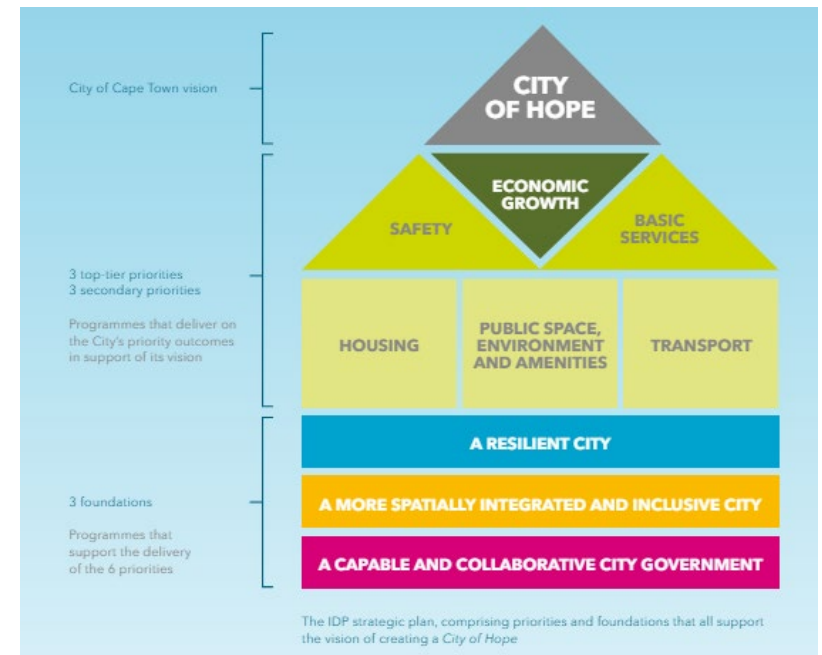 City of Cape Town vision
CITY
OF HOPE
ECONOMIC
GROWTH
SAFETY
BASIC
SERVICES
3 top-tier priorities
3 secondary priorities
Programmes that deliver on
the City's priority outcomes
in support of its vision
HOUSING
PUBLIC SPACE,
ENVIRONMENT
AND AMENITIES
TRANSPORT
A RESILIENT CITY
3 foundations
Programmes that
support the delivery
of the 6 priorities
A MORE SPATIALLY INTEGRATED AND INCLUSIVE CITY
A CAPABLE AND COLLABORATIVE CITY GOVERNMENT
The IDP strategic plan, comprising priorities and foundations that all support
the vision of creating a City of Hope